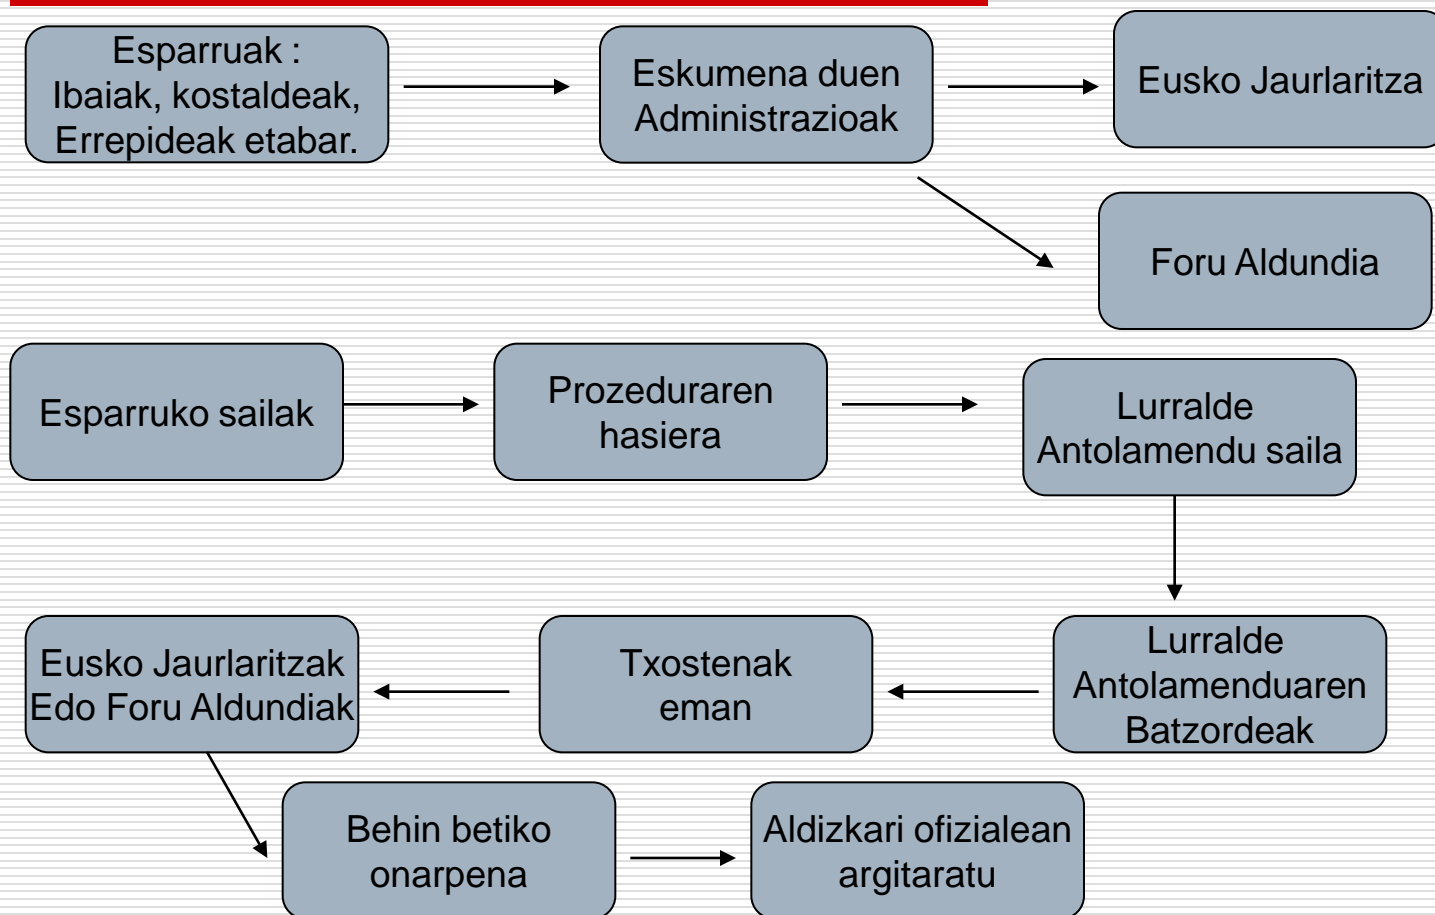 Esparruak :
Ibaiak, kostaldeak,
Errepideak etabar.
Eskumena duen
Administrazioak
Eusko Jaurlaritza
Foru Aldundia
Esparruko sailak
Prozeduraren
hasiera
Lurralde
Antolamendu saila
Lurralde
Antolamenduaren
Batzordeak
Txostenak
eman
Eusko Jaurlaritzak
Edo Foru Aldundiak
Behin betiko
onarpena
Aldizkari ofizialean
argitaratu